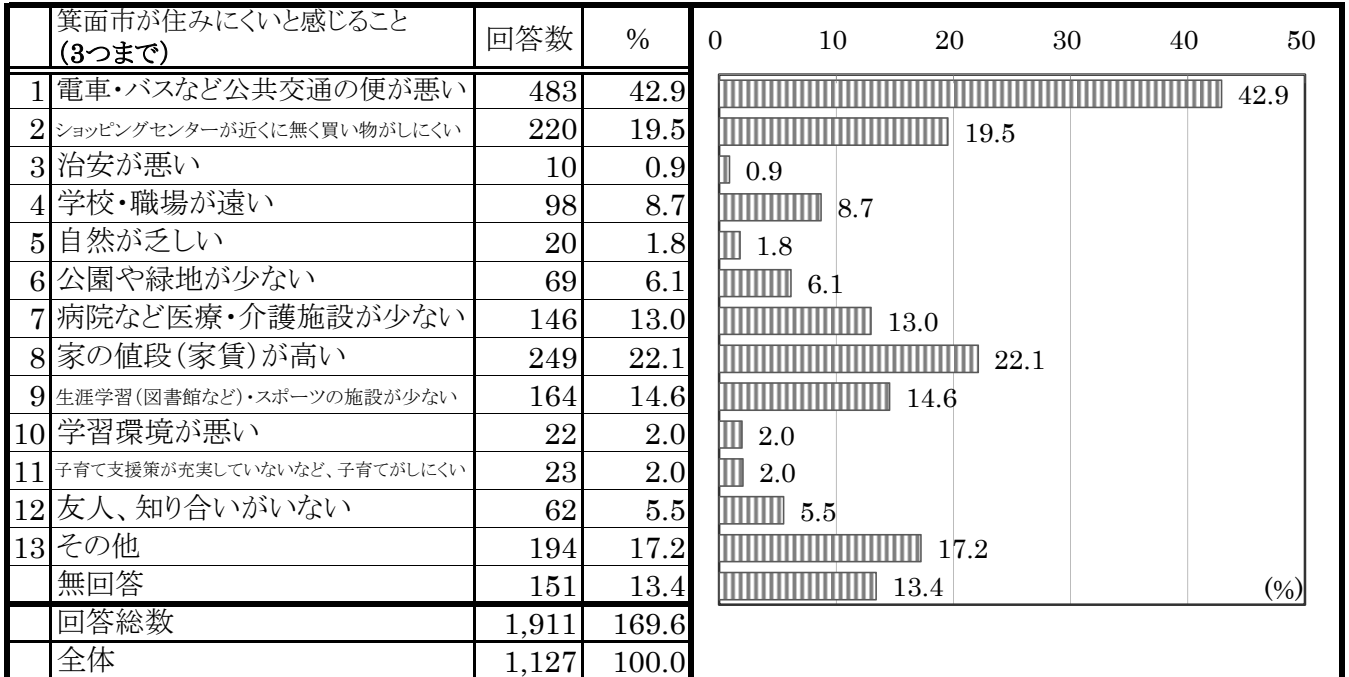 箕面市が住みにくいと感じること
(3つまで) 回答数 % 0 10 20 30 40 50
1 電車・バスなど公共交通の便が悪い 483 42.9 42.9
2 ショッピングセンターが近くに無く買い物がしにくい 220 19.5 19.5
3 治安が悪い 10 0.9 0.9
4 学校・職場が遠い 98 8.7 8.7
5 自然が乏しい 20 1.8 1.8
6 公園や緑地が少ない 69 6.1 6.1
7 病院など医療・介護施設が少ない 146 13.0 13.0
8 家の値段(家賃)が高い 249 22.1 22.1
9 生涯学習(図書館など)・スポーツの施設が少ない 164 14.6 14.6
10 学習環境が悪い 22 2.0 2.0
11 子育て支援策が充実していないなど、子育てがしにくい 23 2.0 2.0
12 友人、知り合いがいない 62 5.5 5.5
13 その他 194 17.2 17.2
無回答 151 13.4 13.4 (%)
回答総数 1,911 169.6
全体 1,127 100.0